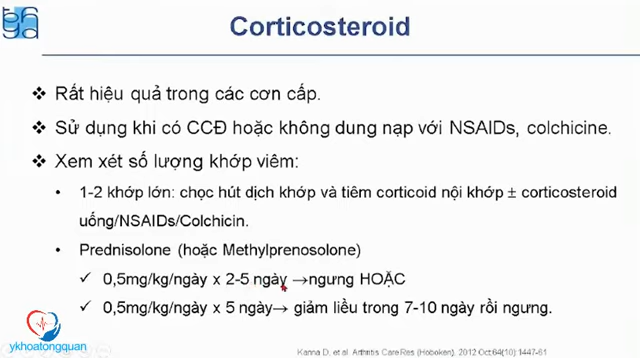 Corticosteroid
❖ Rất hiệu quả trong các cơn cấp.
❖ Sử dụng khi có CCĐ hoặc không dung nạp với NSAIDs, colchicine.
❖ Xem xét số lượng khớp viêm:
• 1-2 khớp lớn: chọc hút dịch khớp và tiêm corticoid nội khớp ± corticosteroid
uống/NSAIDs/Colchicin.
• Prednisolone (hoặc Methylprenosolone)
✓ 0,5mg/kg/ngày x 2-5 ngày →ngưng HOẶC
✓ 0,5mg/kg/ngày x 5 ngày→ giảm liều trong 7-10 ngày rồi ngưng.
ykhoatongquan
Kanna D, et al. Arthritis Care Res (Hoboken). 2012 Oct;64(10):1447-61